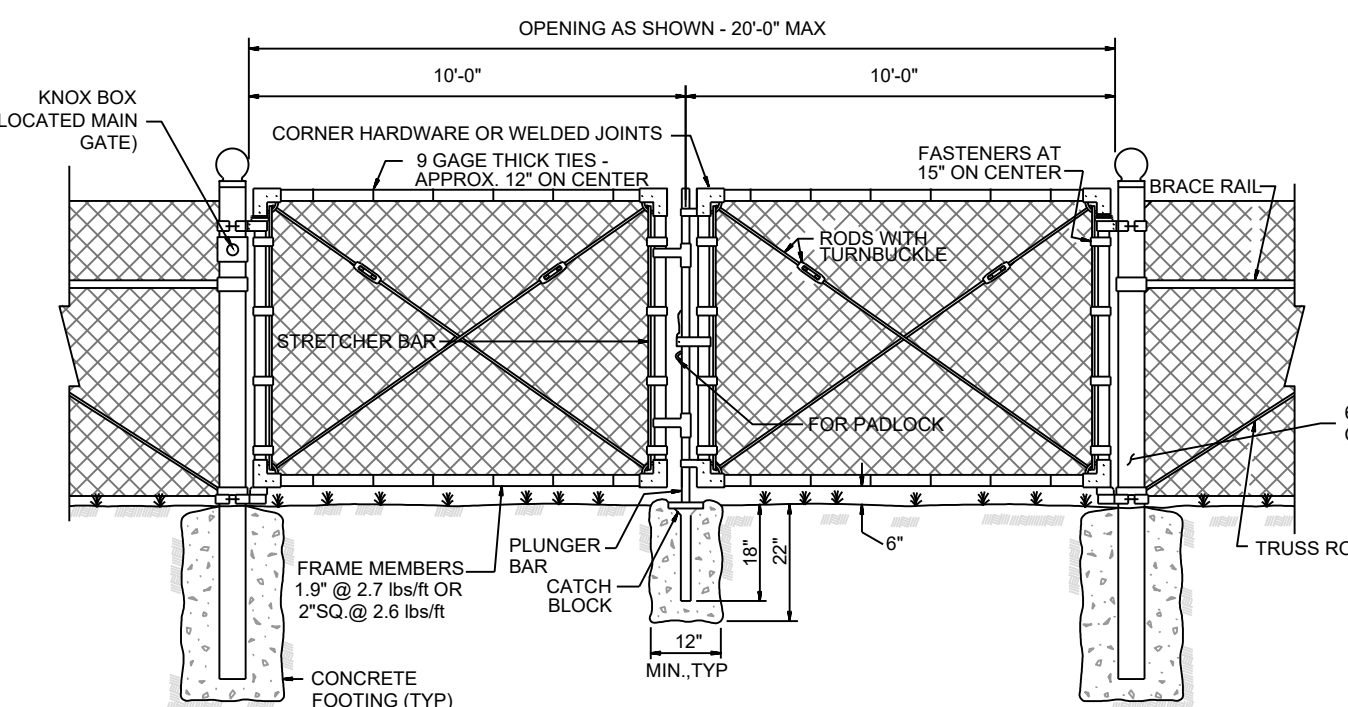 OPENING AS SHOWN - 20'-0" MAX
10'-0"
10'-0"
KNOX BOX
LOCATED MAIN
GATE)
CORNER HARDWARE OR WELDED JOINTS
9 GAGE THICK TIES -
APPROX. 12" ON CENTER
FASTENERS AT
15" ON CENTER
BRACE RAIL
RODS WITH
TURNBUCKLE
STRETCHER BAR
FOR PADLOCK
PLUNGER
BAR
CATCH
BLOCK
18"
22"
6"
FRAME MEMBERS
1.9" @ 2.7 lbs/ft OR
2"SQ.@ 2.6 lbs/ft
12"
MIN.,TYP
CONCRETE
FOOTING (TYP)
TRUSS RO